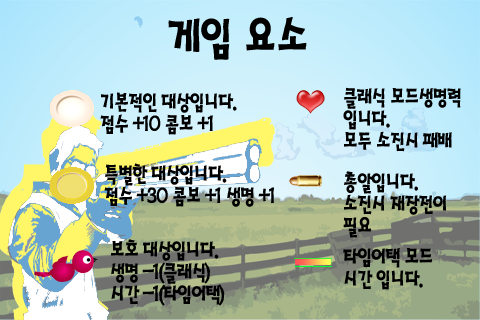 게임 요소
기본적인 대상입니다.
점수 +10 콤보 +1
특별한 대상입니다.
점수 +30 콤보 +1 생명 +1
보호 대상입니다.
생명 -1(클래식)
시간 -1(타임어택)
클래식 모드생명력
입니다.
모두 소진시 패배
총알입니다.
소진시 재장전이
필요
타임어택 모드
시간 입니다.